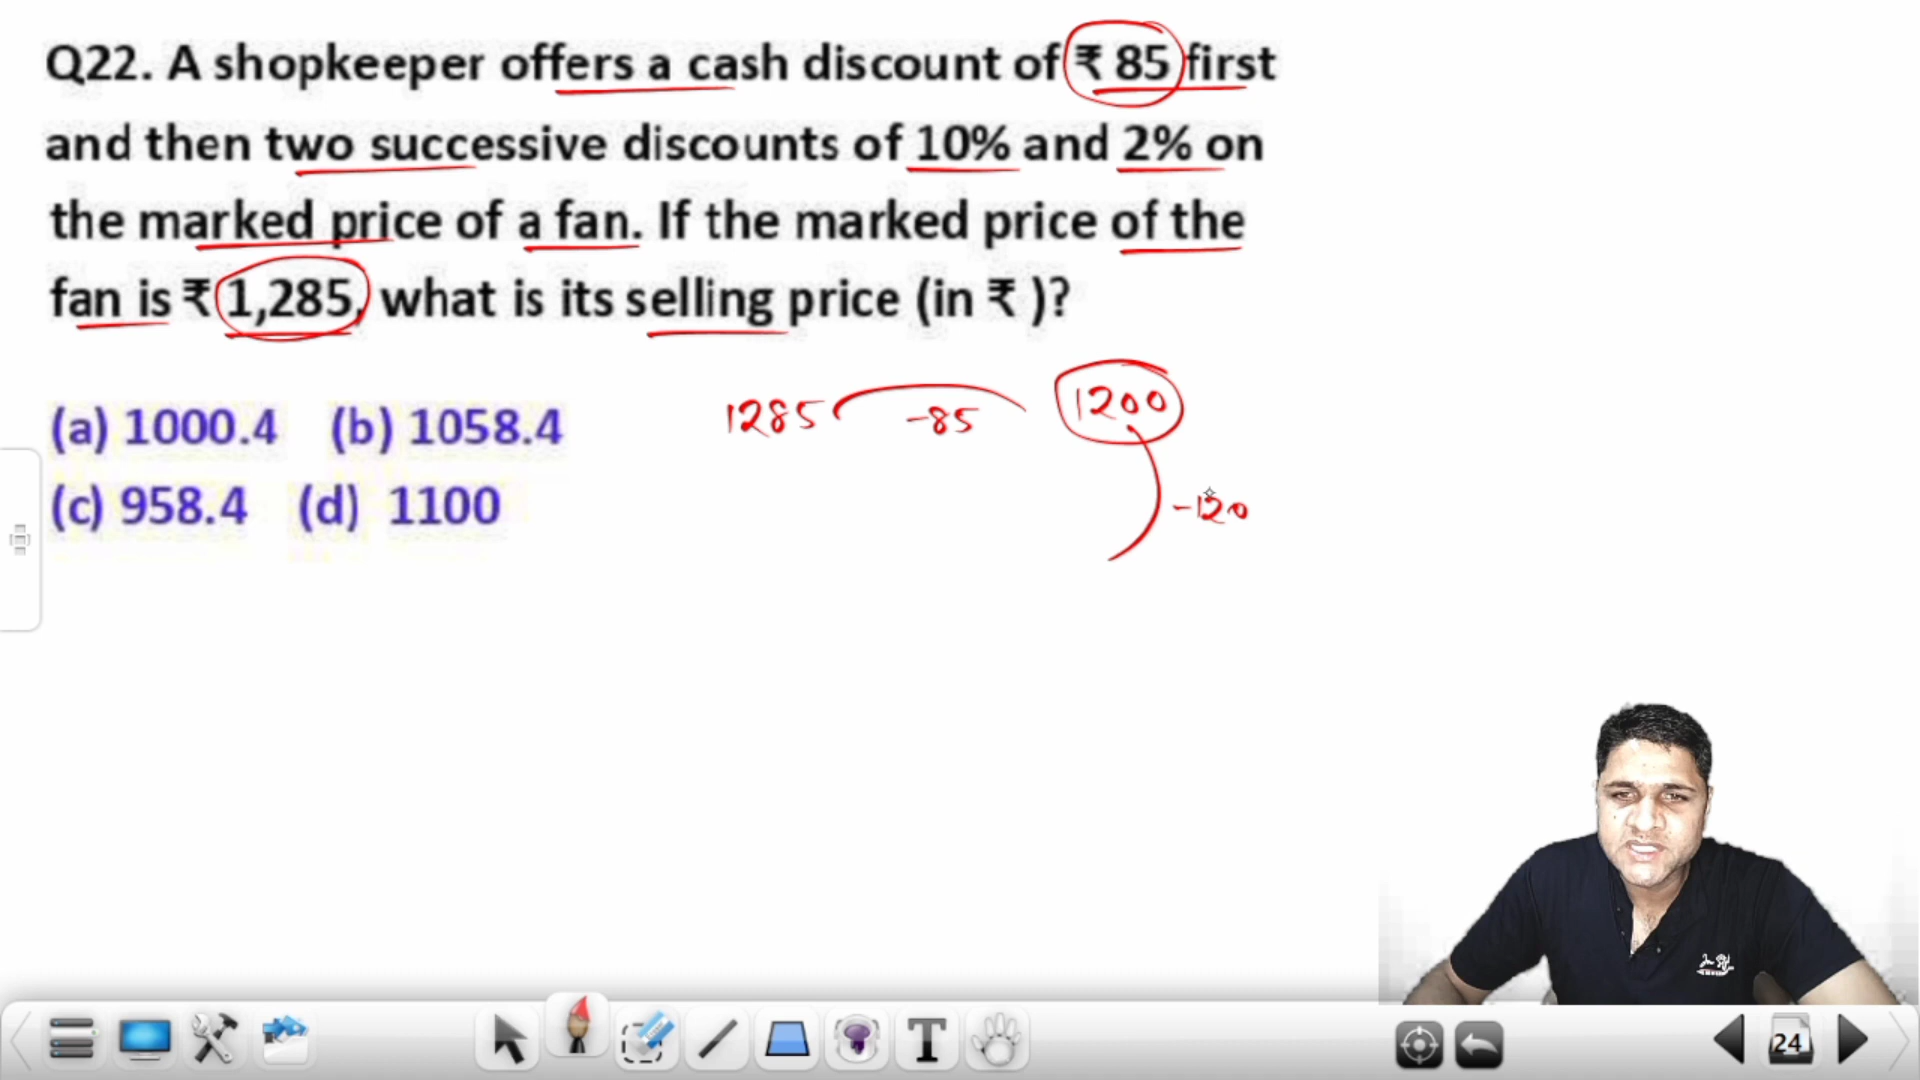 Q22. A shopkeeper offers a cash discount of ₹ 85 first
and then two successive discounts of 10% and 2% on
the marked price of a fan. If the marked price of the
fan is ₹ 1,285, what is its selling price (in ₹ )?
(a) 1000.4 (b) 1058.4
(c) 958.4 (d) 1100
1285 -85 1200
-120
T
24